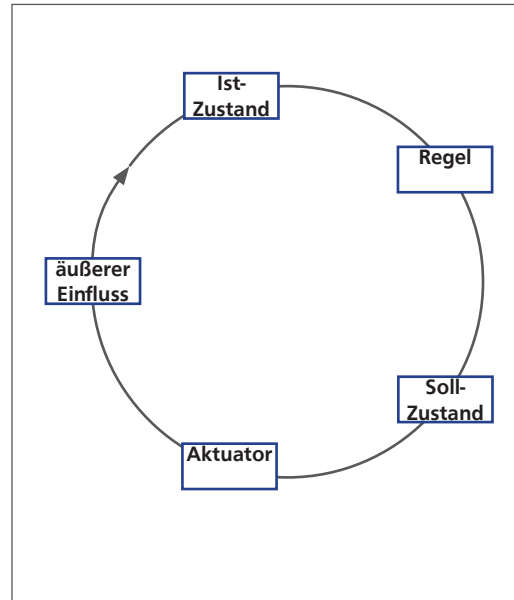 Ist-
Zustand
Regel
äußerer
Einfluss
Soll-
Zustand
Aktuator